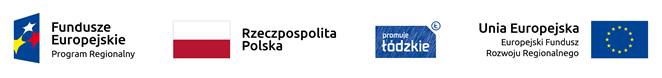 Fundusze
Europejskie
Program Regionalny
Rzeczpospolita
Polska
promuje
łódzkie
Unia Europejska
Europejski Fundusz
Rozwoju Regionalnego